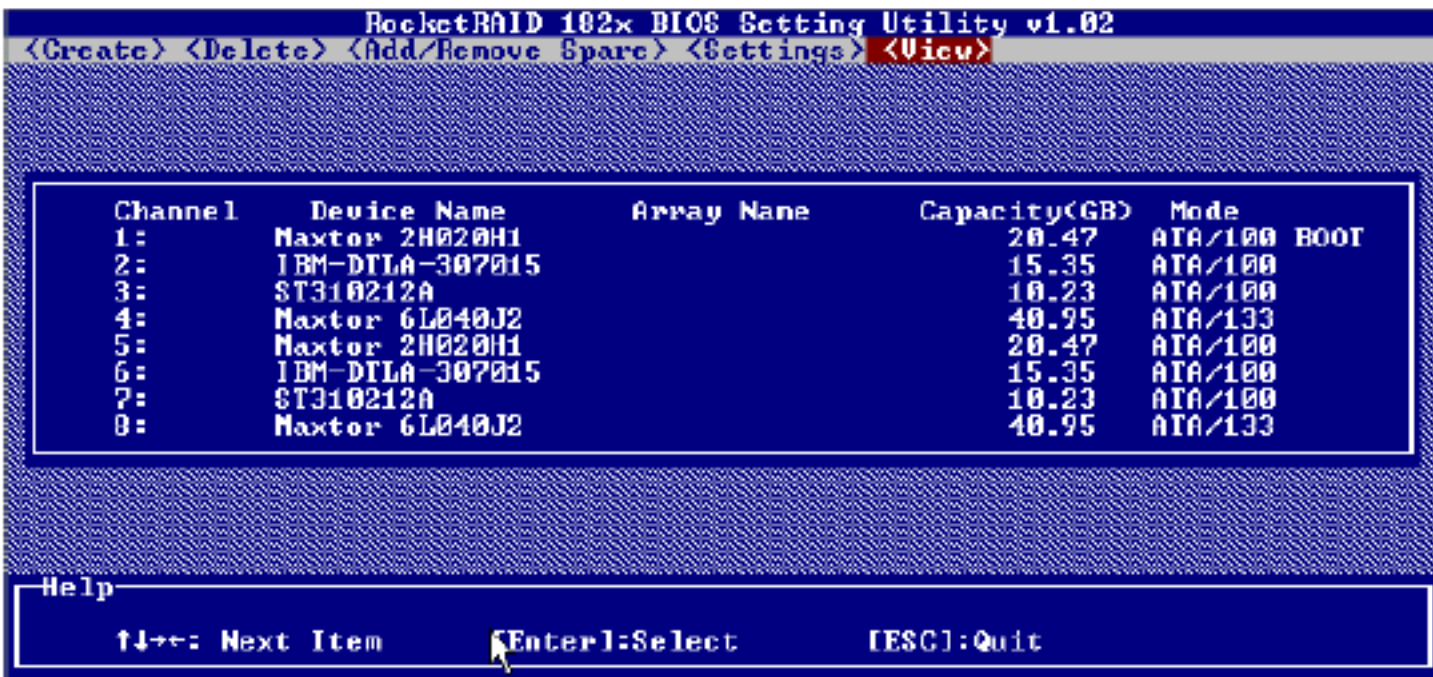 RocketRAID 182x BIOS Setting Utility v1.02
<Create> <Delete> <Add/Remove Spare> <Settings> <View>
Channel Device Name Array Name Capacity(GB) Mode
1: Maxtor 2H020H1 20.47 ATA/100 BOOT
2: IBM-DTLA-307015 15.35 ATA/100
3: ST310212A 10.23 ATA/100
4: Maxtor 6L040J2 40.95 ATA/133
5: Maxtor 2H020H1 20.47 ATA/100
6: IBM-DTLA-307015 15.35 ATA/100
7: ST310212A 10.23 ATA/100
8: Maxtor 6L040J2 40.95 ATA/133
Help
↑↓→←: Next Item [Enter]:Select [ESC]:Quit